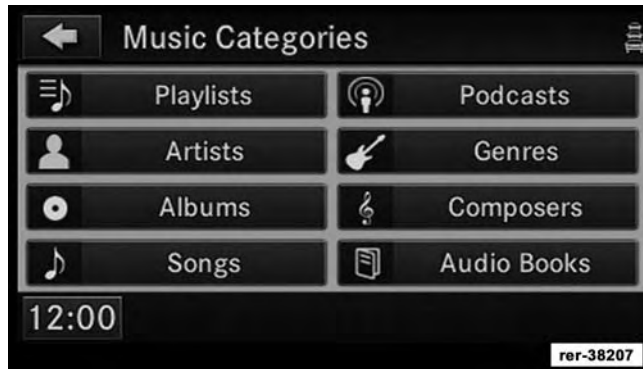 Music Categories
Playlists
Podcasts
Artists
Genres
Albums
Composers
Songs
Audio Books
12:00
rer-38207